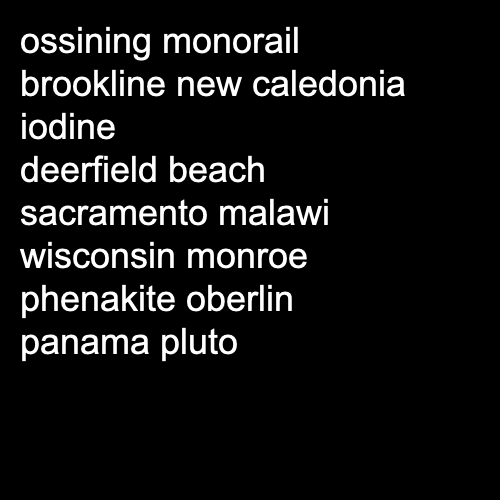 ossining monorail
brookline new caledonia
iodine
deerfield beach
sacramento malawi
wisconsin monroe
phenakite oberlin
panama pluto